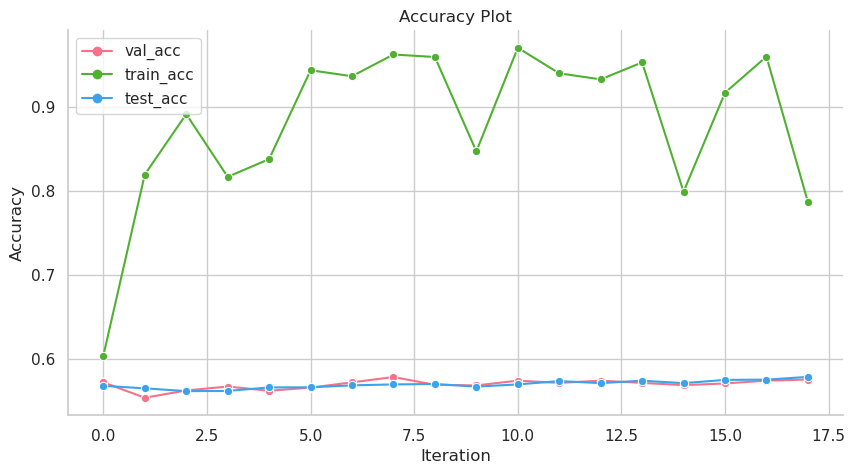 Accuracy Plot
val_acc
train_acc
test_acc
0.9
0.8
0.7
0.6
Accuracy
0.0 2.5 5.0 7.5 10.0 12.5 15.0 17.5
Iteration